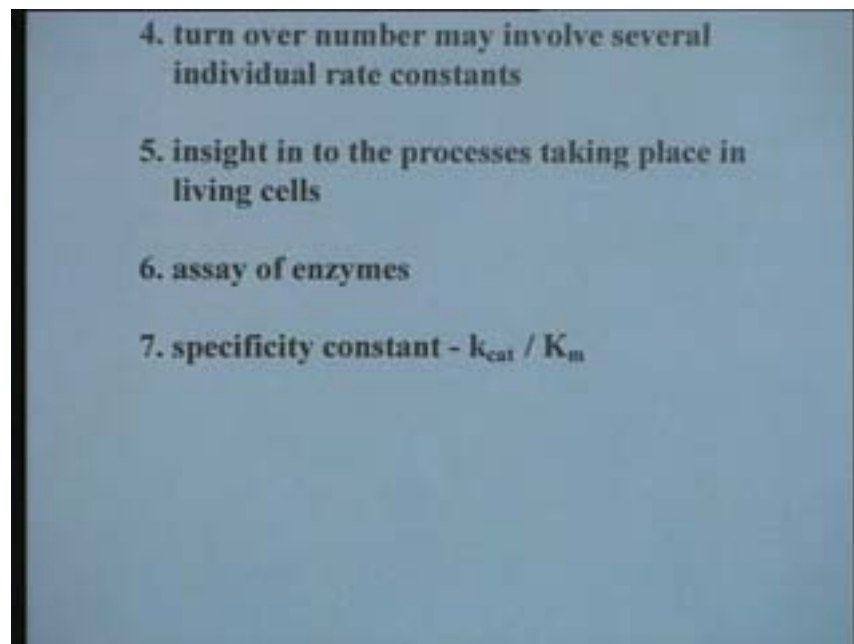 4. turn over number may involve several
individual rate constants
5. insight in to the processes taking place in
living cells
6. assay of enzymes
7. specificity constant - kcat / Km